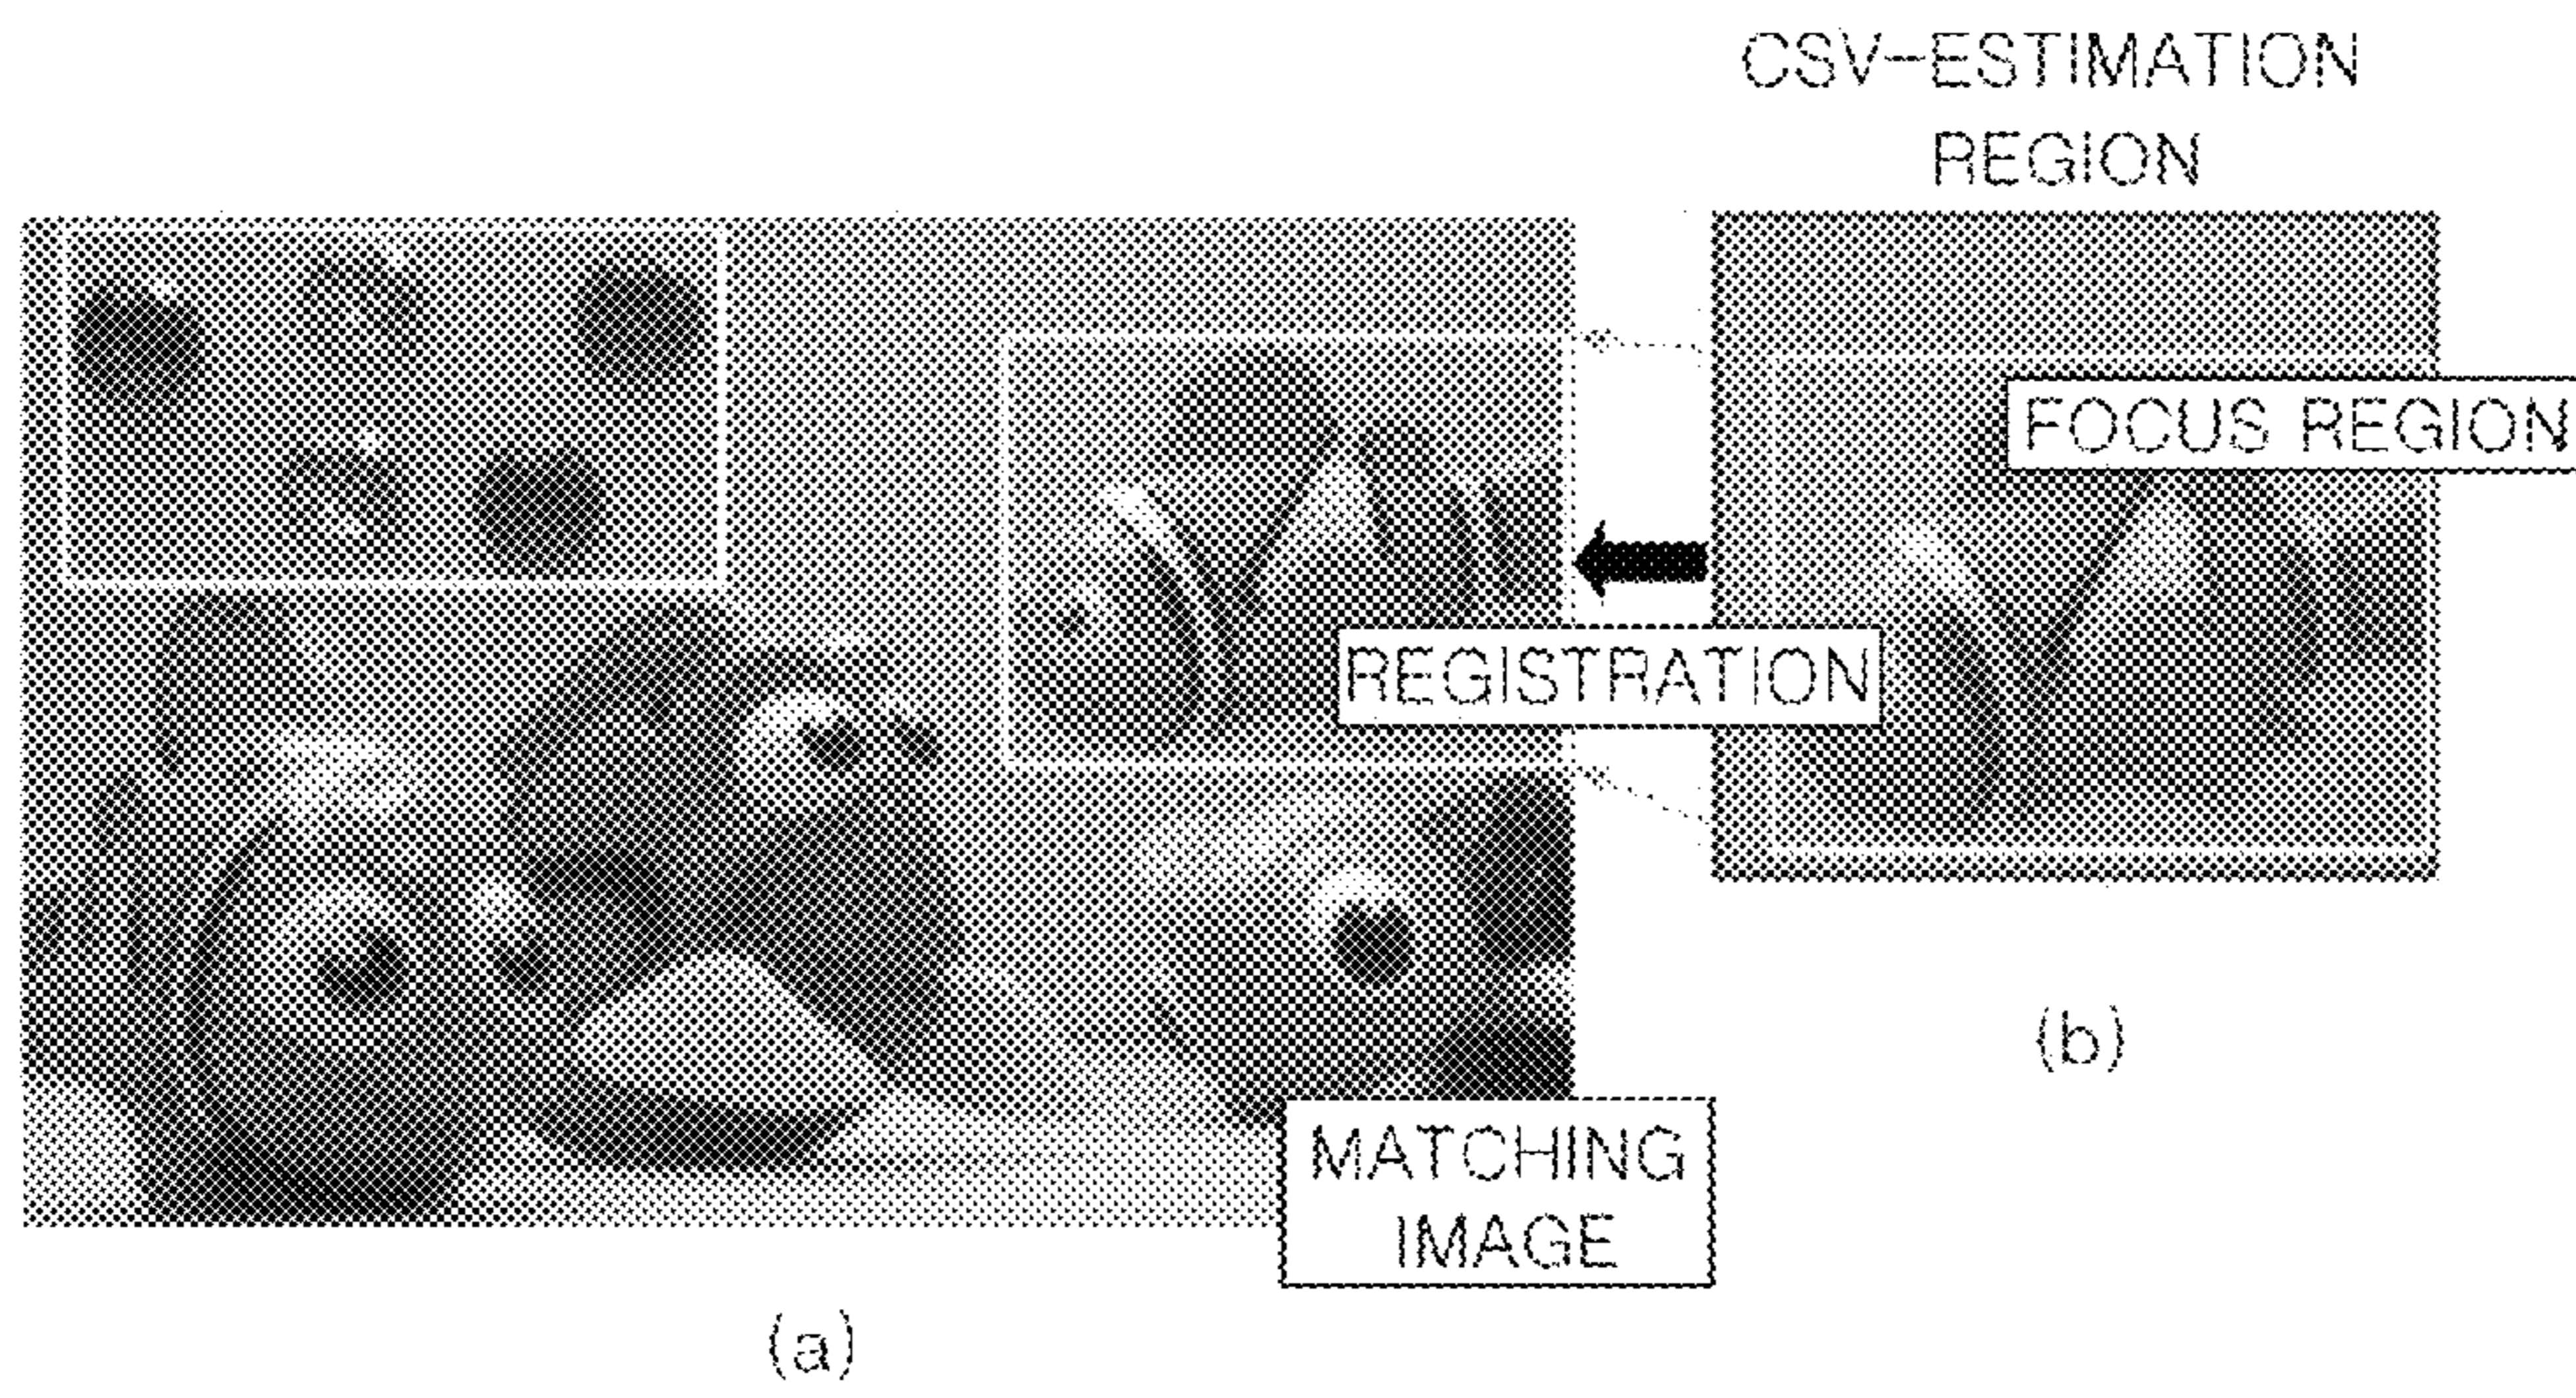 CSV-ESTIMATION
REGION
FOCUS REGION
REGISTRATION
MATCHING
IMAGE
(b)
(a)